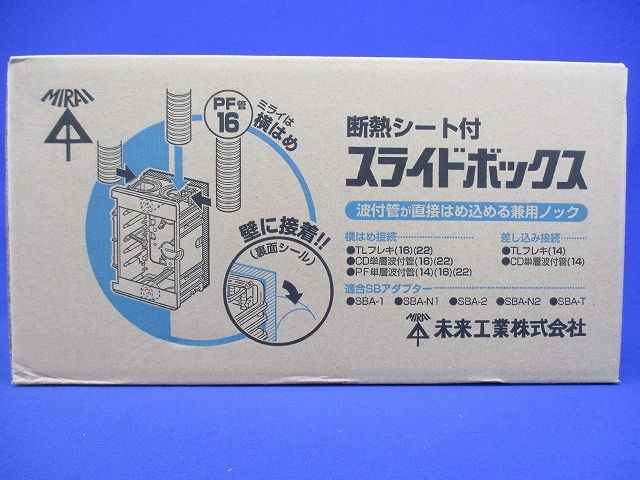 MIRAI
PF管
16
ミライは
横はめ
壁に接着!!
(裏面シール)
断熱シート付
スライドボックス
波付管が直接はめ込める兼用ノック
横はめ接続
●TLフレキ(16)(22)
●CD単層波付管(16)(22)
●PF単層波付管(14)(16)(22)
差し込み接続
●TLフレキ(14)
●CD単層波付管(14)
適合SBアダプター
●SBA-1 ●SBA-N1 ●SBA-2 ●SBA-N2 ●SBA-T
MIRAI
未来工業株式会社